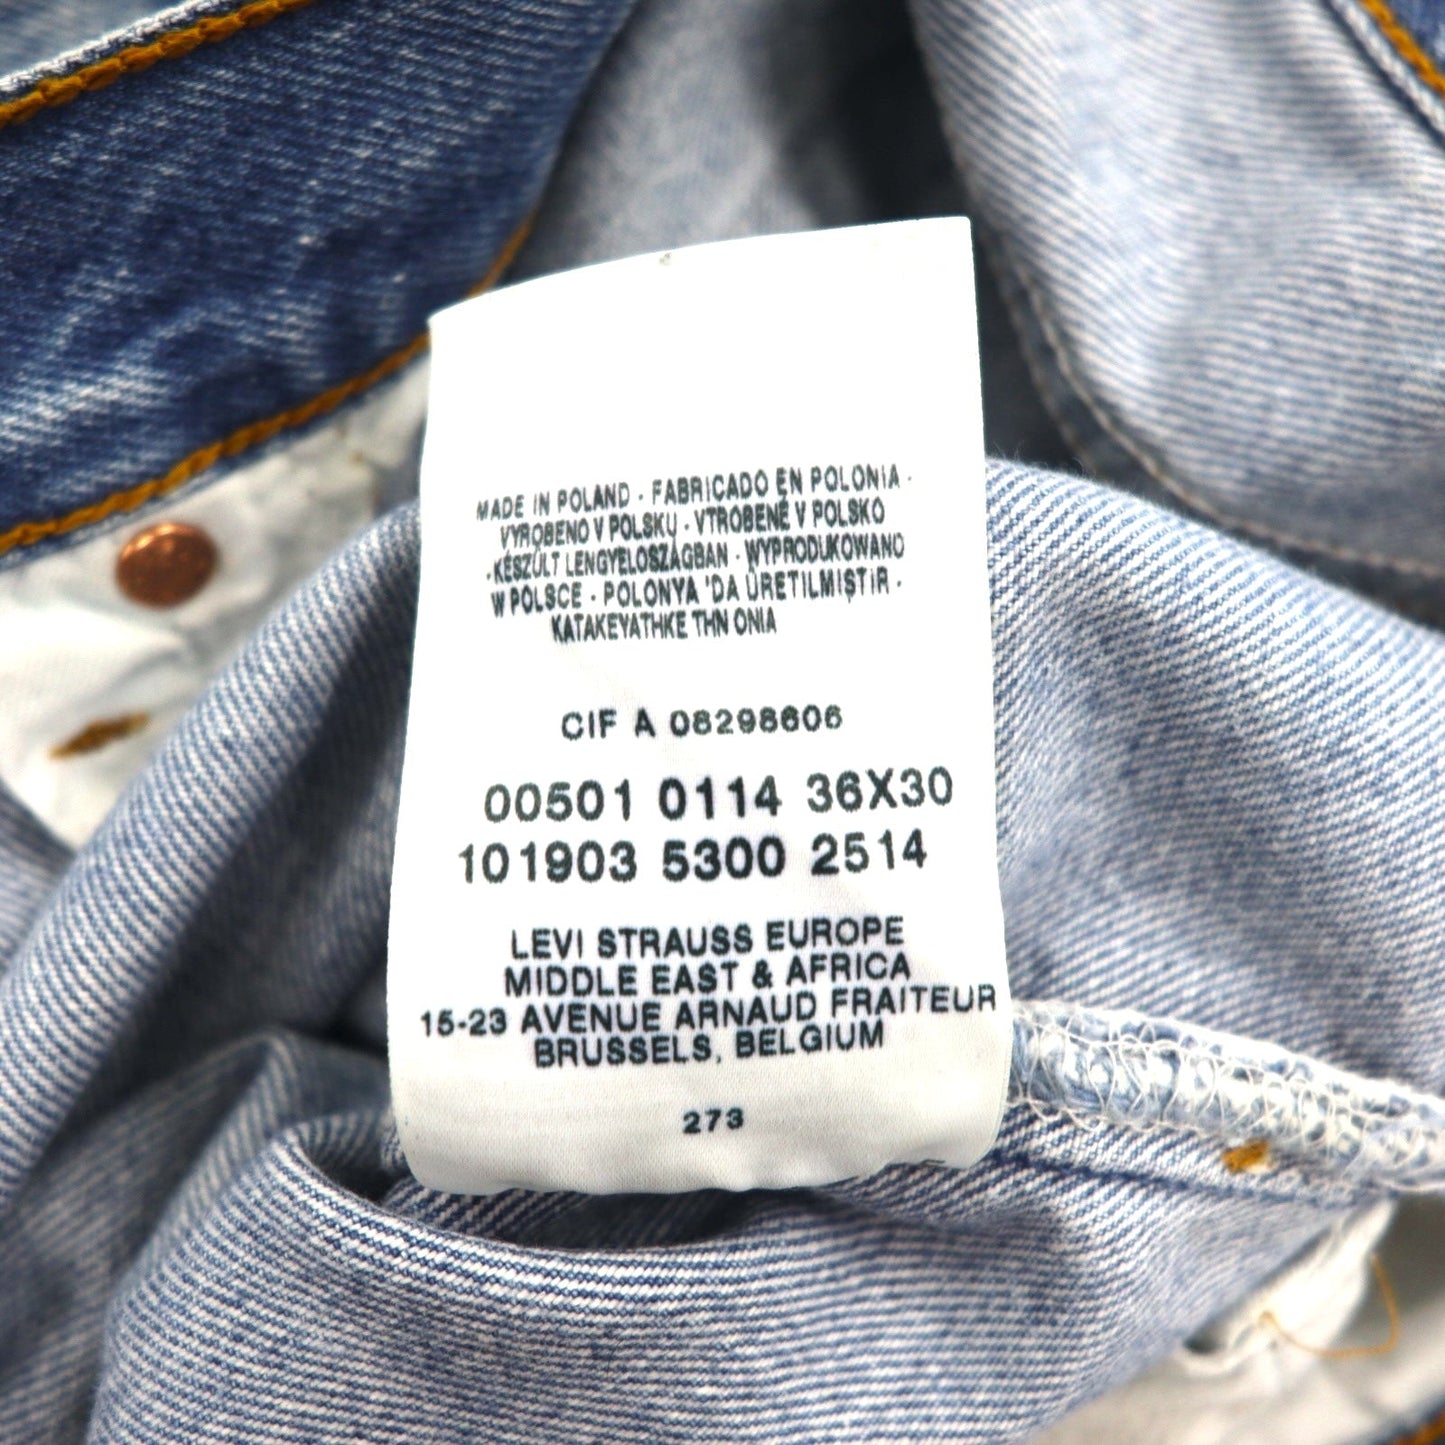 MADE IN POLAND · FABRICADO EN POLONIA ·
VYROBENO V POLSKU · VTROBENÉ V POLSKO
· KÉSZÜLT LENGYELOSZÁGBAN · WYPRODUKOWANO
W POLSCE · POLONYA 'DA ÜRETILMIŞTIR ·
KATAKEYATHKE THN ONIA
CIF A 08298606
00501 0114 36X30
101903 5300 2514
LEVI STRAUSS EUROPE
MIDDLE EAST & AFRICA
15-23 AVENUE ARNAUD FRAITEUR
BRUSSELS, BELGIUM
273